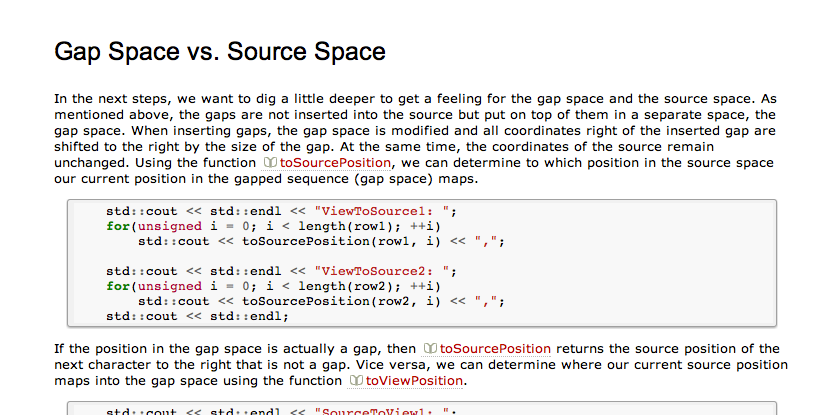 Gap Space vs. Source Space
In the next steps, we want to dig a little deeper to get a feeling for the gap space and the source space. As
mentioned above, the gaps are not inserted into the source but put on top of them in a separate space, the
gap space. When inserting gaps, the gap space is modified and all coordinates right of the inserted gap are
shifted to the right by the size of the gap. At the same time, the coordinates of the source remain
unchanged. Using the function toSourcePosition, we can determine to which position in the source space
our current position in the gapped sequence (gap space) maps.
std::cout << std::endl << "ViewToSource1: ";
for(unsigned i = 0; i < length(row1); ++i)
    std::cout << toSourcePosition(row1, i) << ",";
std::cout << std::endl << "ViewToSource2: ";
for(unsigned i = 0; i < length(row2); ++i)
    std::cout << toSourcePosition(row2, i) << ",";
std::cout << std::endl;
If the position in the gap space is actually a gap, then toSourcePosition returns the source position of the
next character to the right that is not a gap. Vice versa, we can determine where our current source position
maps into the gap space using the function toViewPosition.
std::cout << std::endl << "SourceToView1: ";